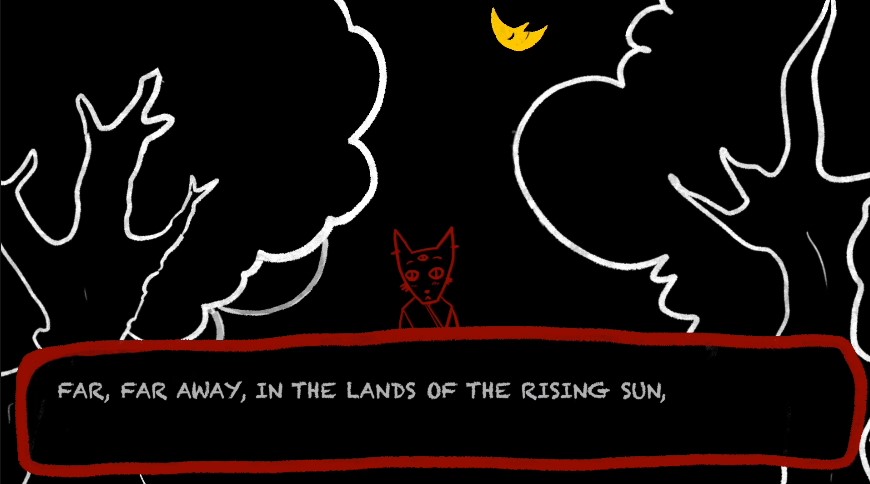 FAR, FAR AWAY, IN THE LANDS OF THE RISING SUN,